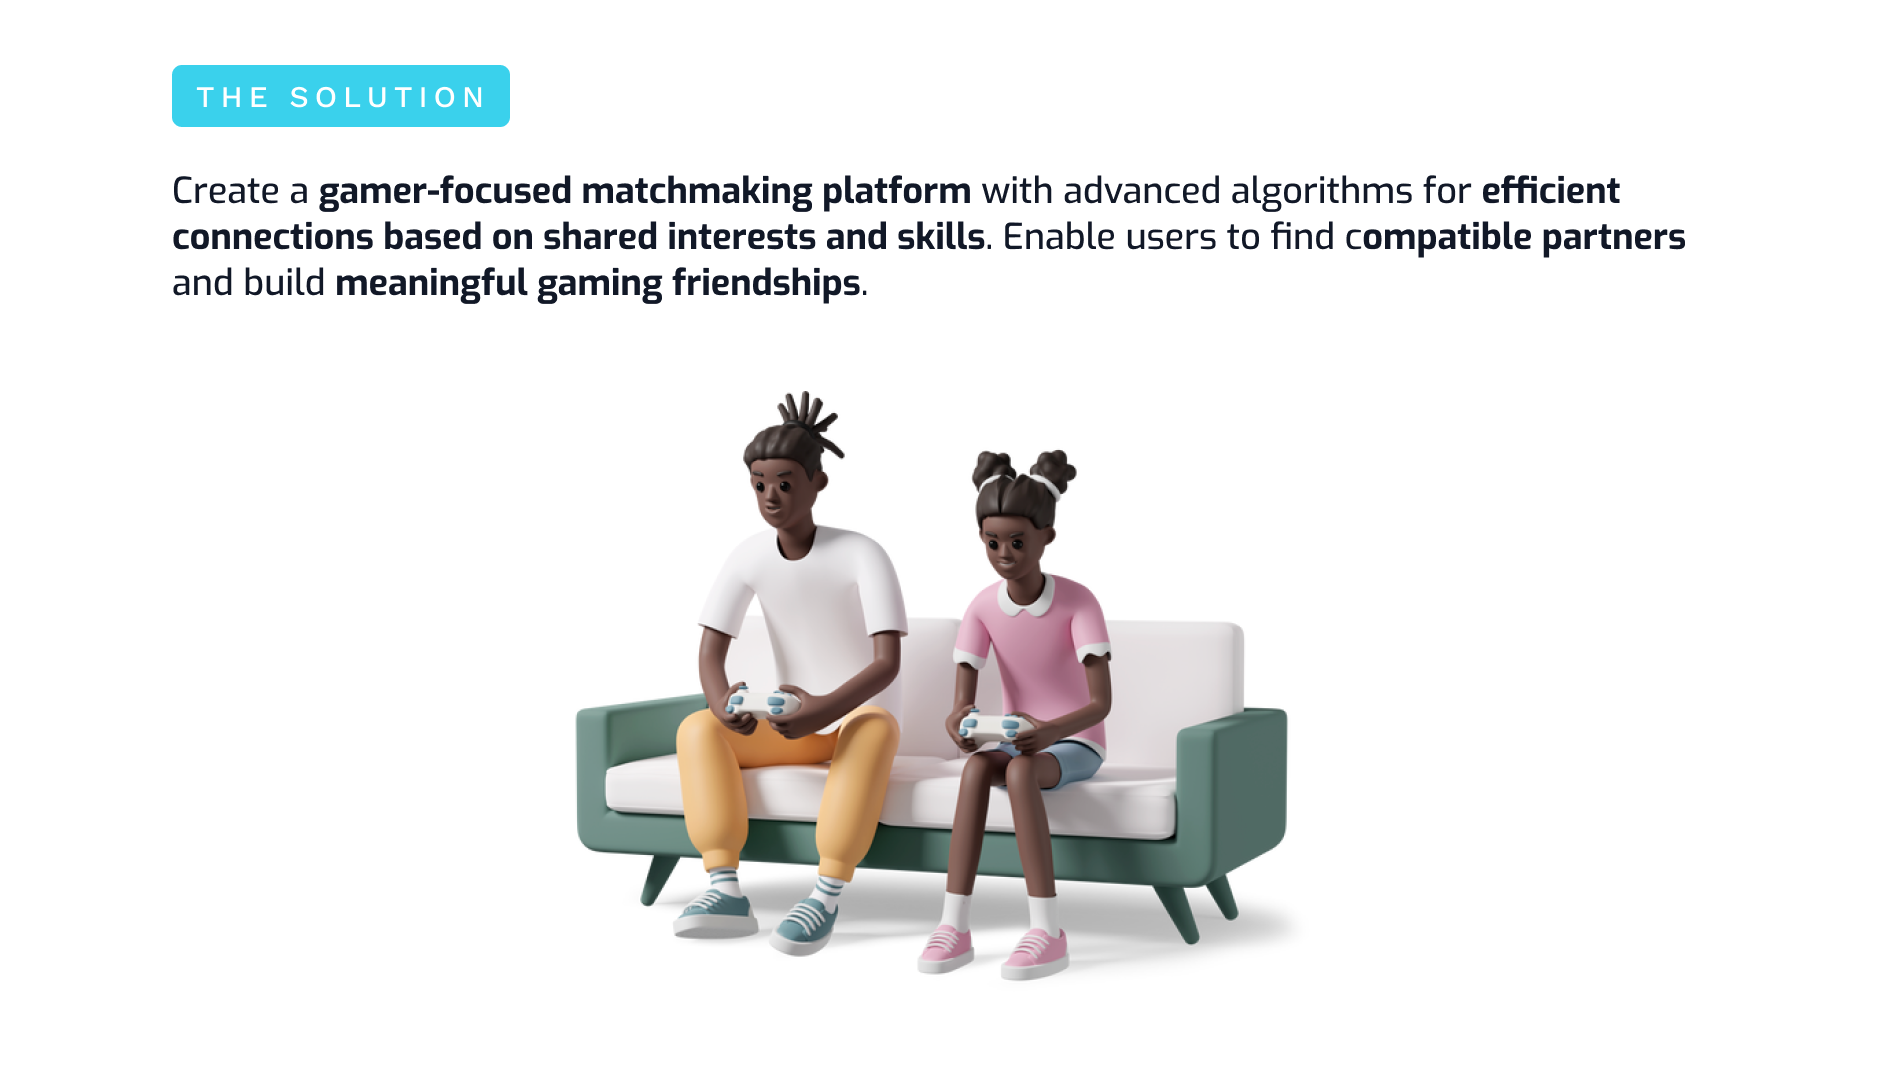 THE SOLUTION
Create a gamer-focused matchmaking platform with advanced algorithms for efficient
connections based on shared interests and skills. Enable users to find compatible partners
and build meaningful gaming friendships.